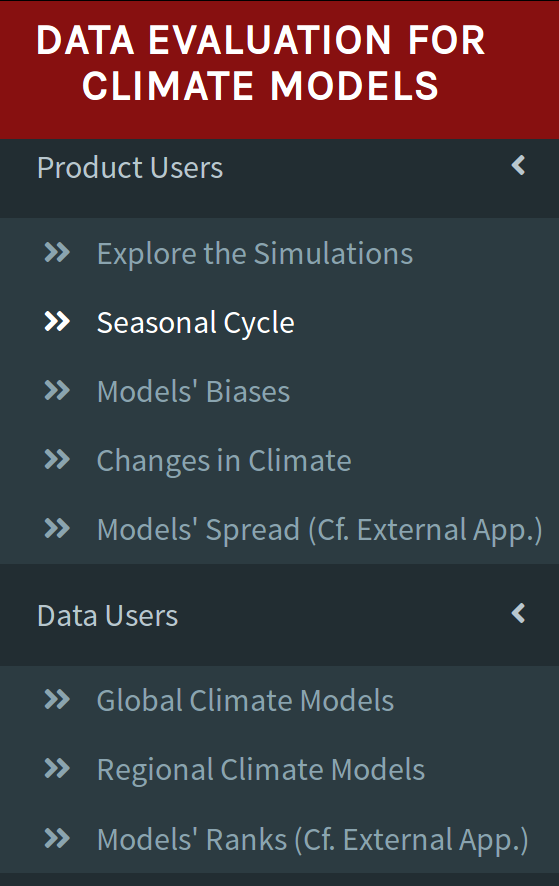 DATA EVALUATION FOR
CLIMATE MODELS
Product Users
Explore the Simulations
Seasonal Cycle
Models' Biases
Changes in Climate
Models' Spread (Cf. External App.)
Data Users
Global Climate Models
Regional Climate Models
Models' Ranks (Cf. External App.)